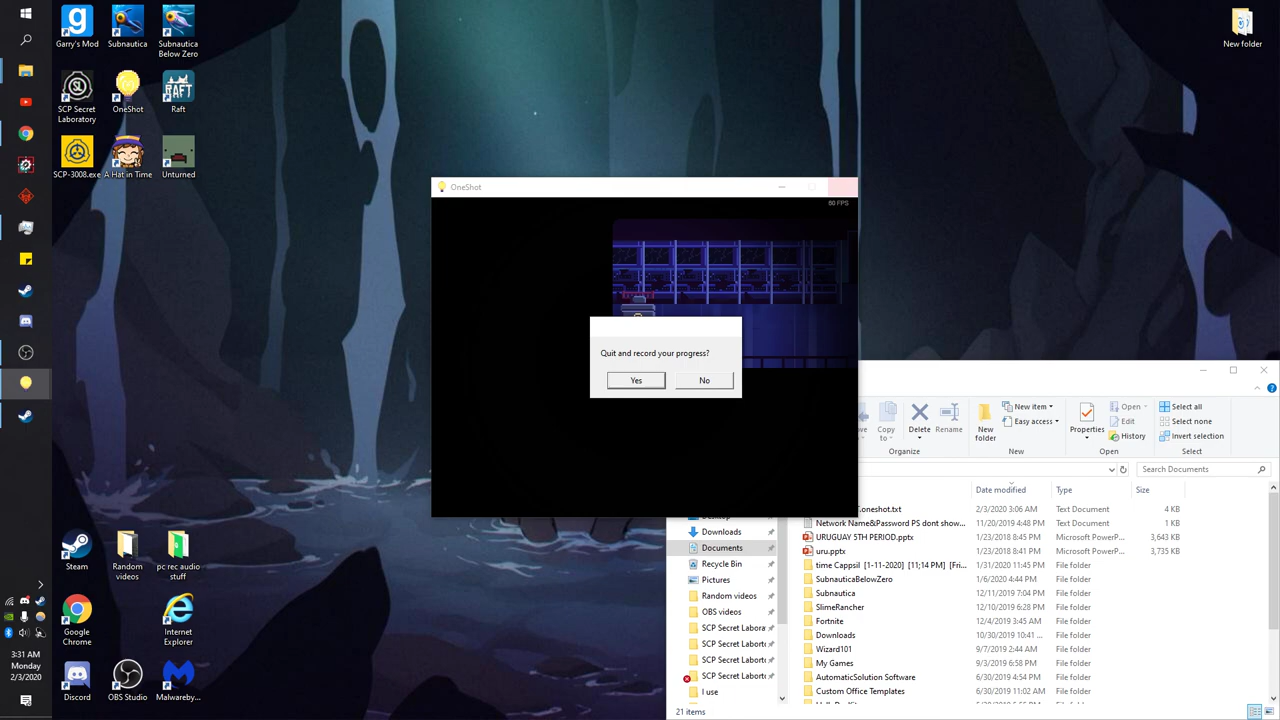 Garry's Mod
Subnautica
Subnautica
Below Zero
New folder
SCP Secret
Laboratory
OneShot
Raft
SCP-3008.exe
A Hat in Time
Unturned
OneShot
60 FPS
Quit and record your progress?
Yes
No
Copy
to
Delete
Rename
New
folder
New item
Easy access
Properties
Open
Edit
History
Select all
Select none
Invert selection
Organize
New
Open
Select
Search Documents
Date modified
Type
Size
.oneshot.txt
2/3/2020 3:06 AM
Text Document
4 KB
Network Name&Password PS dont show...
11/20/2019 4:48 PM
Text Document
1 KB
URUGUAY 5TH PERIOD.pptx
1/23/2018 8:45 PM
Microsoft PowerP...
3,643 KB
uru.pptx
1/23/2018 8:41 PM
Microsoft PowerP...
3,735 KB
time Cappsil [1-11-2020] [11;14 PM] [Fri...
1/31/2020 11:45 PM
File folder
SubnauticaBelowZero
1/6/2020 4:44 PM
File folder
Subnautica
12/11/2019 7:04 PM
File folder
SlimeRancher
12/10/2019 6:28 PM
File folder
Fortnite
12/4/2019 3:45 AM
File folder
Downloads
10/30/2019 10:41 ...
File folder
Wizard101
9/7/2019 2:44 AM
File folder
My Games
9/3/2019 6:58 PM
File folder
AutomaticSolution Software
6/30/2019 4:54 PM
File folder
Custom Office Templates
6/30/2019 11:02 AM
File folder
Downloads
Documents
Recycle Bin
Pictures
Random videos
OBS videos
SCP Secret Labora
SCP Secret Laborto
SCP Secret Laborto
SCP Secret Laborto
I use
21 items
Steam
Random
videos
pc rec audio
stuff
Google
Chrome
Internet
Explorer
Discord
OBS Studio
Malwareby...
3:31 AM
Monday
2/3/2020